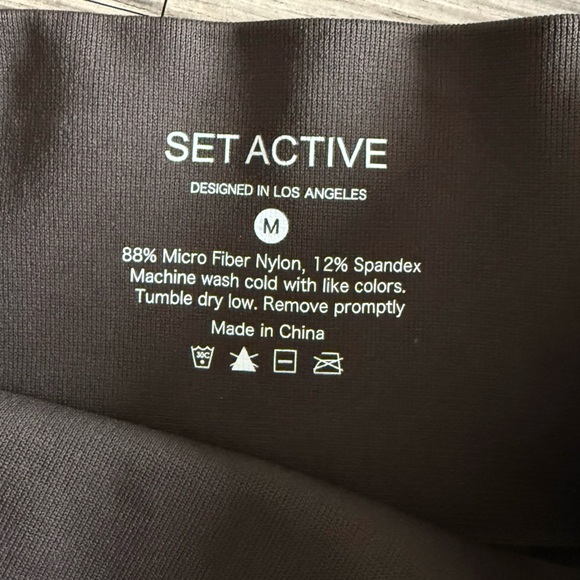 SET ACTIVE
DESIGNED IN LOS ANGELES
M
88% Micro Fiber Nylon, 12% Spandex
Machine wash cold with like colors.
Tumble dry low. Remove promptly
Made in China
30C